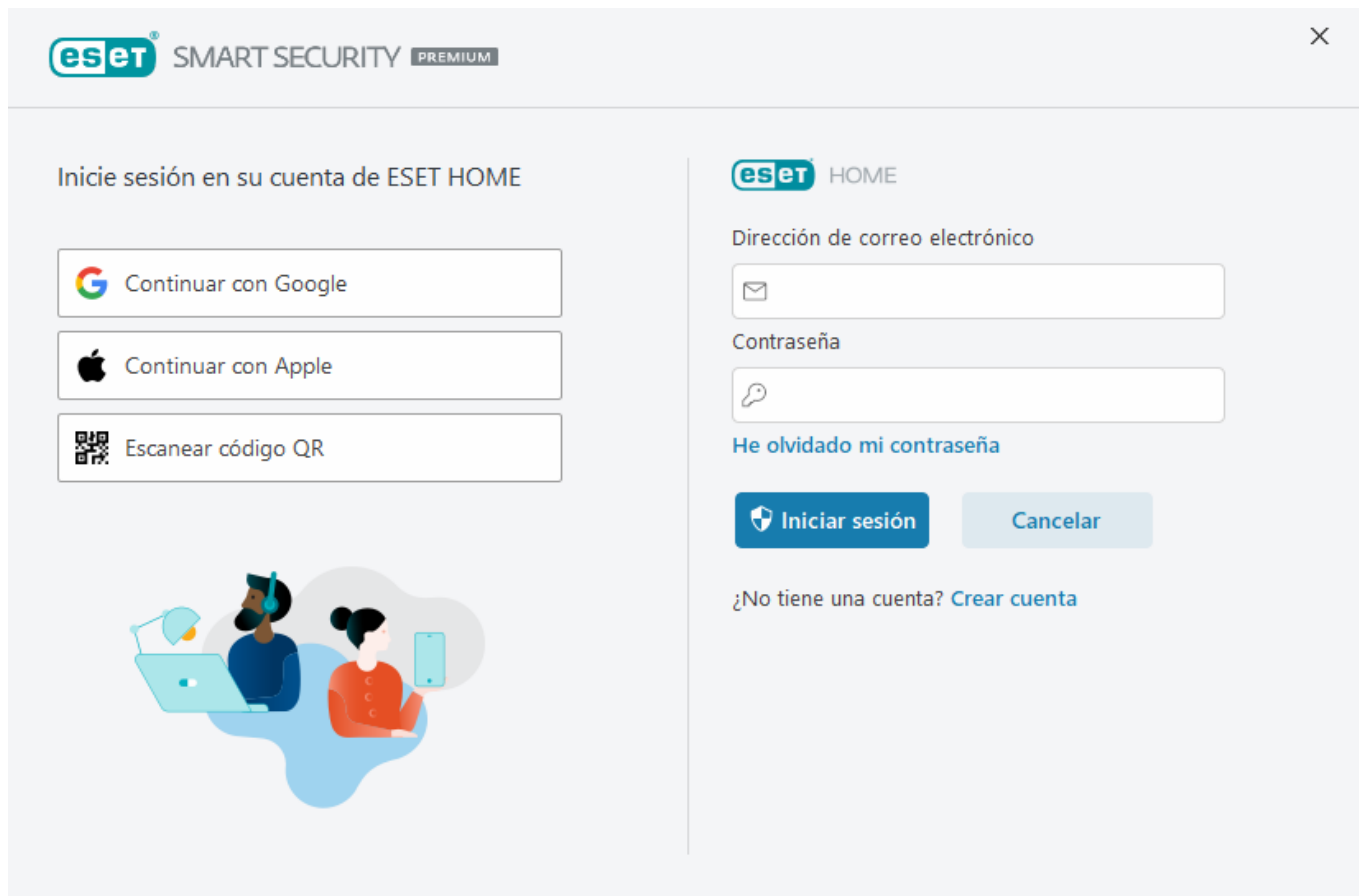 eset® SMART SECURITY PREMIUM
Inicie sesión en su cuenta de ESET HOME
Continuar con Google
Continuar con Apple
Escanear código QR
eset HOME
Dirección de correo electrónico
Contraseña
He olvidado mi contraseña
Iniciar sesión Cancelar
¿No tiene una cuenta? Crear cuenta